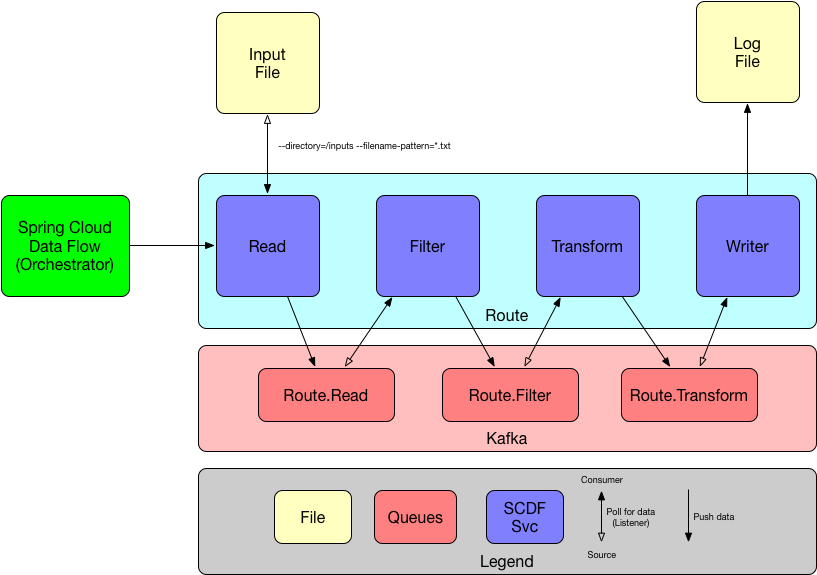 Input
File
Log
File
--directory=/inputs --filename-pattern=*.txt
Spring Cloud
Data Flow
(Orchestrator)
Read
Filter
Transform
Writer
Route
Route.Read
Route.Filter
Route.Transform
Kafka
File
Queues
SCDF
Svc
Consumer
Poll for data
(Listener)
Source
Push data
Legend